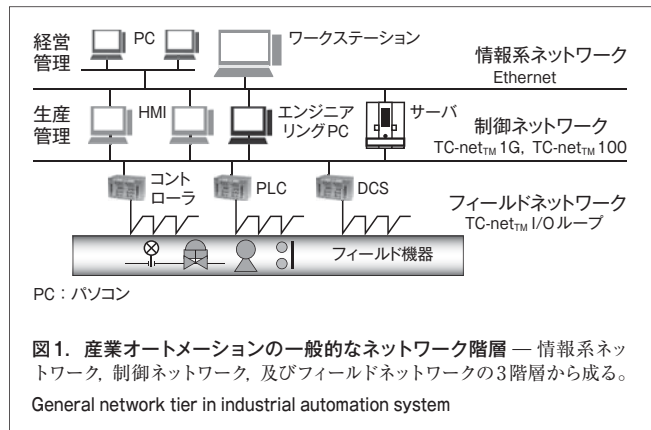 経営
管理
PC
ワークステーション
情報系ネットワーク
Ethernet
生産
管理
HMI
エンジニア
リングPC
サーバ
制御ネットワーク
TC-net™ 1G, TC-net™ 100
コント
ローラ
PLC
DCS
フィールドネットワーク
TC-net™ I/Oループ
フィールド機器
PC：パソコン
図1. 産業オートメーションの一般的なネットワーク階層 — 情報系ネッ
トワーク, 制御ネットワーク, 及びフィールドネットワークの3階層から成る。
General network tier in industrial automation system